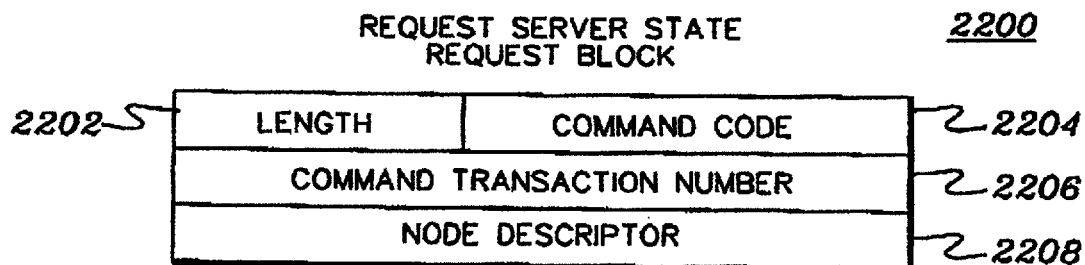 REQUEST SERVER STATE 2200
REQUEST BLOCK
2202 LENGTH COMMAND CODE 2204
COMMAND TRANSACTION NUMBER 2206
NODE DESCRIPTOR 2208